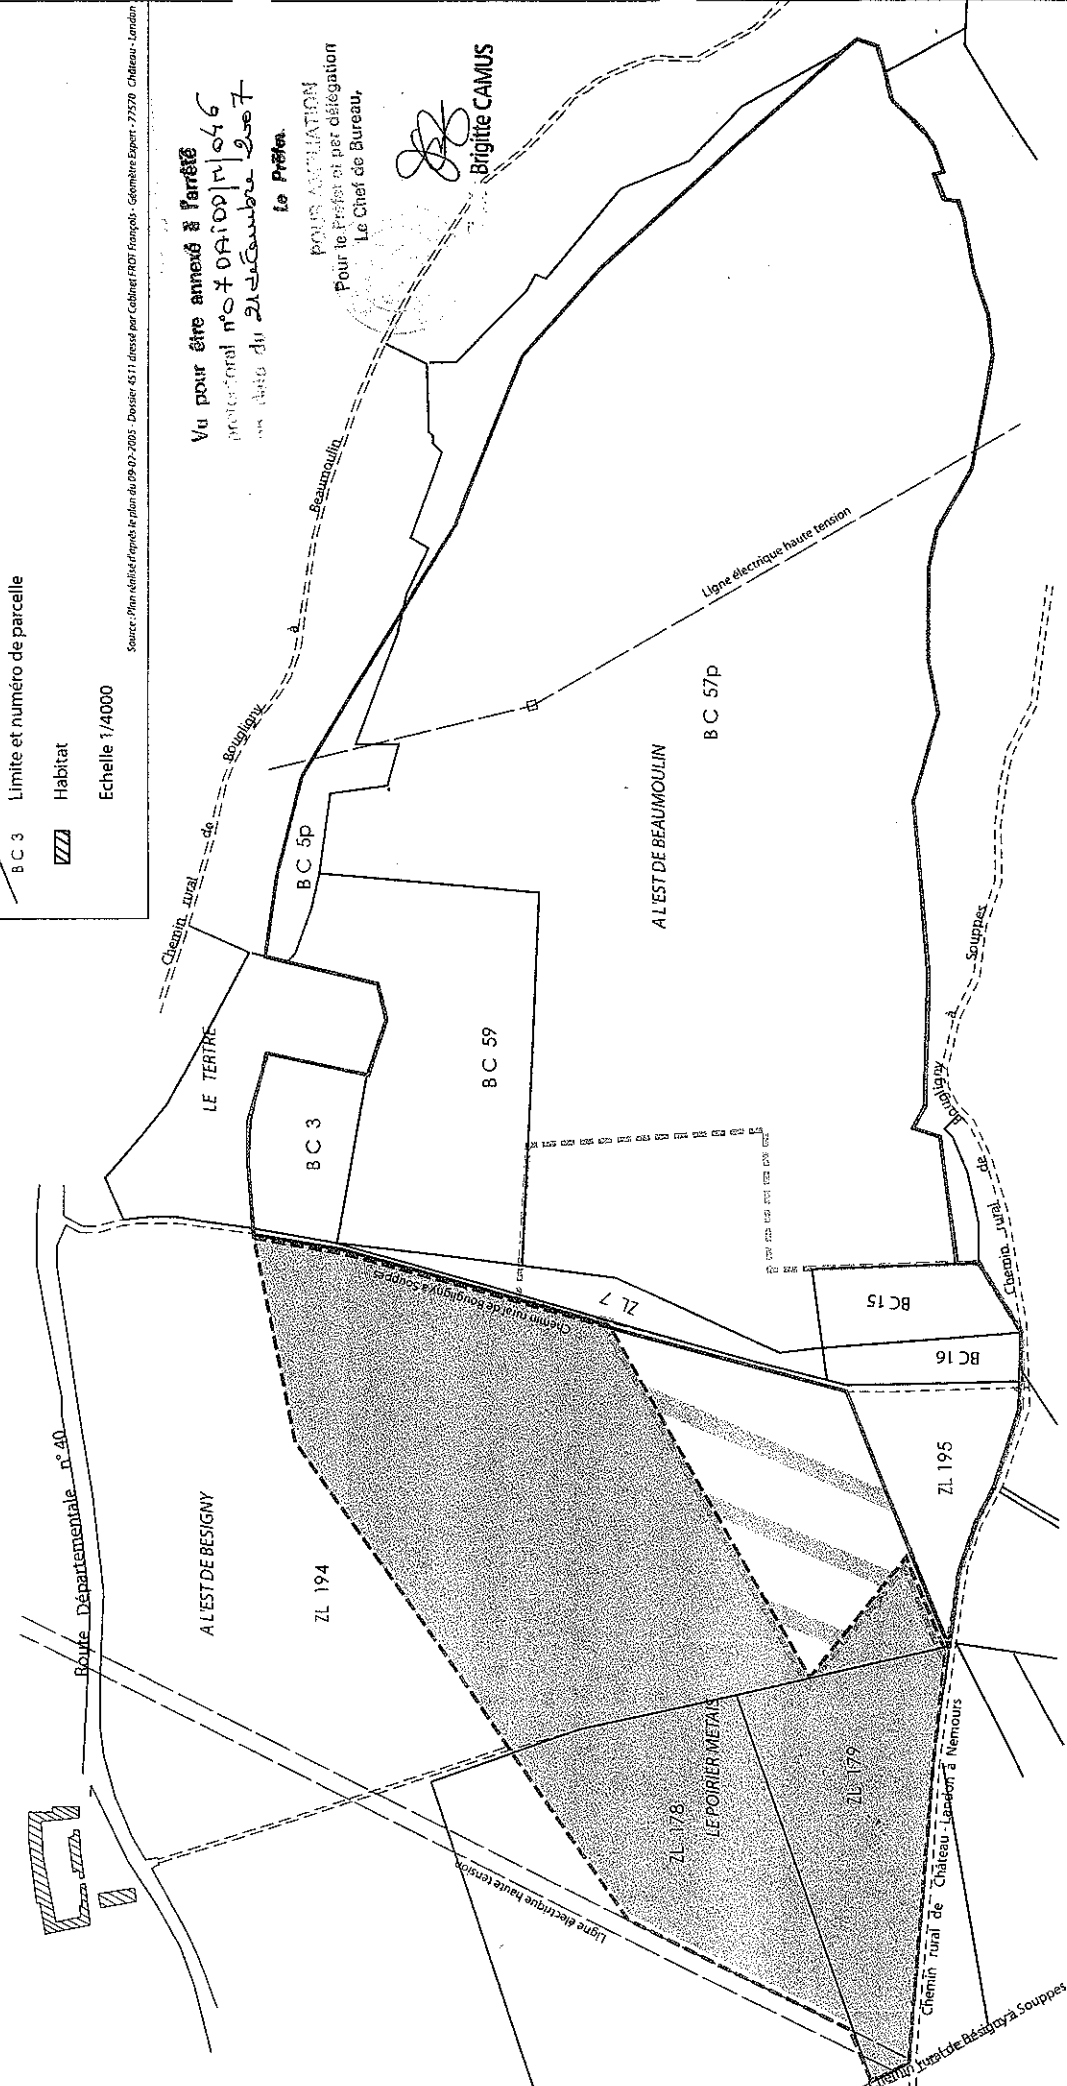 B C 3 Limite et numéro de parcelle
Habitat
Echelle 1/4000
Source: Plan réalisé d'après le plan du 09-02-2005 - Dossier 4511 dressé par Cabinet FROT François - Géomètre Expert - 77570 Château - Landon
Vu pour être annexé à l'arrêté
préfectoral n°07 DAIDD
date du 21 décembre 2007
Le Préfet.
POUR AMPLIATION
Pour le Préfet et par délégation
Le Chef de Bureau,
Brigitte CAMUS
Route Départementale n°40
Chemin rural de Bougligny à Beaumoulin
LE TERTRE
A L'EST DE BESIGNY
ZL 194
B C 3
B C 5p
B C 59
Chemin rural de Bougligny à Souppes
ZL 7
A L'EST DE BEAUMOULIN
B C 57p
Ligne électrique haute tension
Ligne électrique haute tension
ZL 178
LE POIRIER METAIS
ZL 179
BC 15
BC 16
ZL 195
Chemin rural de Bougligny à Souppes
Chemin rural de Château - Landon à Nemours
Chemin rural de Bésigny à Souppes